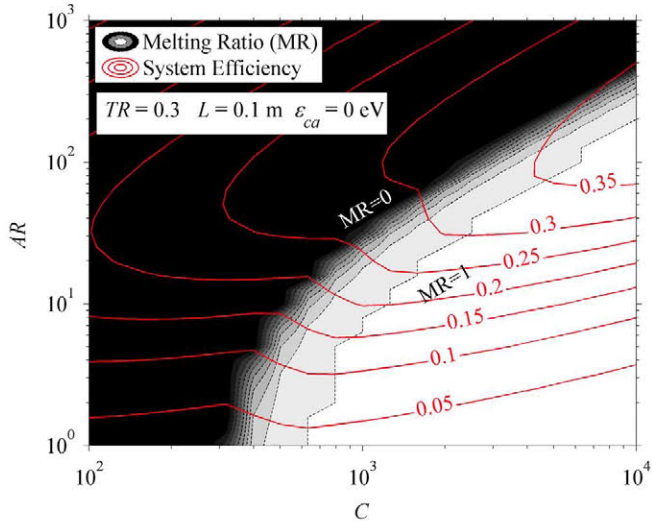 10³
Melting Ratio (MR)
System Efficiency
TR = 0.3 L = 0.1 m ε_ca = 0 eV
10²
0.35
MR=0
0.3
0.25
MR=1
0.2
10¹
0.15
0.1
0.05
10⁰
AR
10² 10³ 10⁴
C